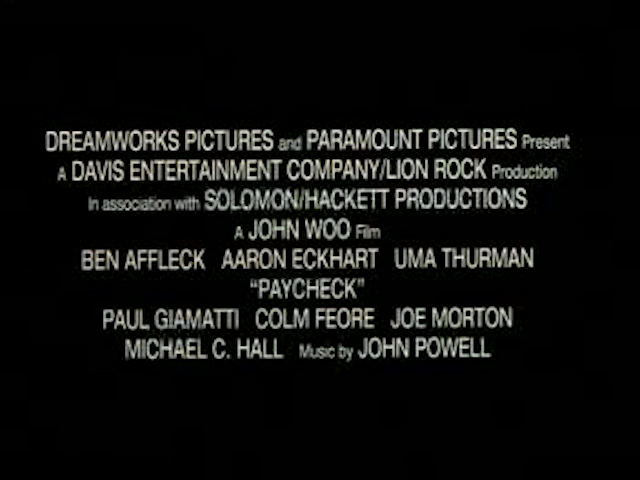 DREAMWORKS PICTURES and PARAMOUNT PICTURES Present
A DAVIS ENTERTAINMENT COMPANY/LION ROCK Production
In association with SOLOMON/HACKETT PRODUCTIONS
A JOHN WOO Film
BEN AFFLECK AARON ECKHART UMA THURMAN
"PAYCHECK"
PAUL GIAMATTI COLM FEORE JOE MORTON
MICHAEL C. HALL Music by JOHN POWELL